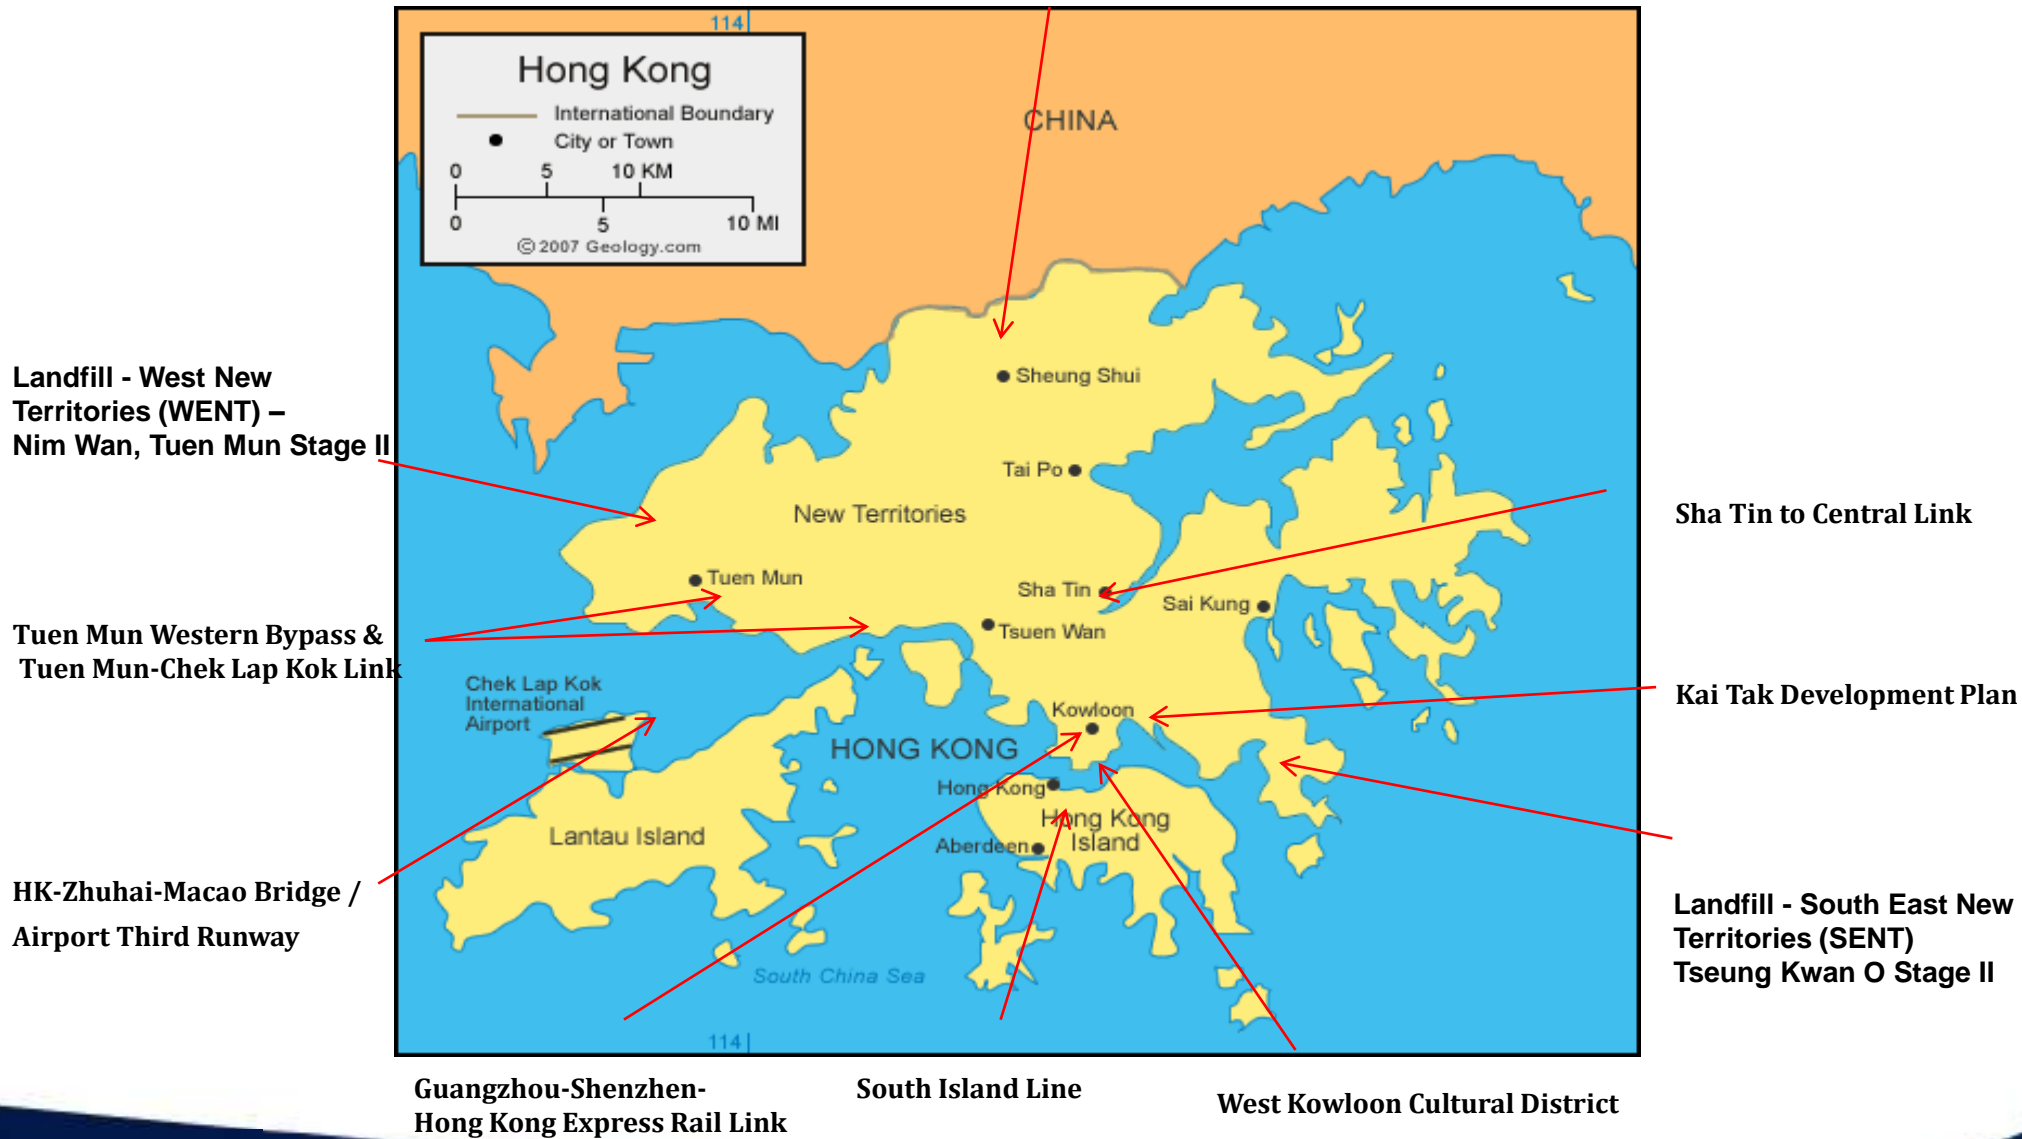 114
Hong Kong
International Boundary
City or Town
0 5 10 KM
0 5 10 MI
© 2007 Geology.com
CHINA
Landfill - West New
Territories (WENT) –
Nim Wan, Tuen Mun Stage II
Sheung Shui
Tai Po
New Territories
Sha Tin to Central Link
Tuen Mun
Sha Tin
Sai Kung
Tsuen Wan
Tuen Mun Western Bypass &
Tuen Mun-Chek Lap Kok Link
Chek Lap Kok
International
Airport
Kai Tak Development Plan
Kowloon
HONG KONG
Hong Kong
Hong Kong
Island
Aberdeen
Lantau Island
HK-Zhuhai-Macao Bridge /
Airport Third Runway
Landfill - South East New
Territories (SENT)
Tseung Kwan O Stage II
South China Sea
114
Guangzhou-Shenzhen-
Hong Kong Express Rail Link
South Island Line
West Kowloon Cultural District